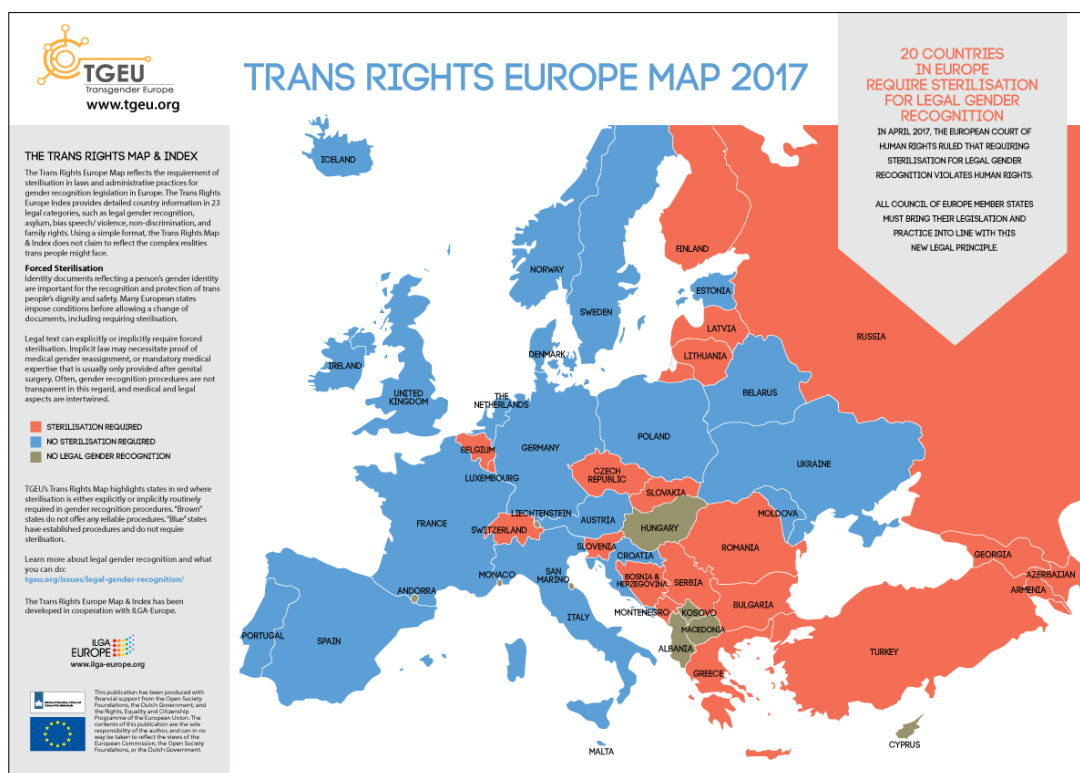 TGEU
Transgender Europe
www.tgeu.org
TRANS RIGHTS EUROPE MAP 2017
20 COUNTRIES
IN EUROPE
REQUIRE STERILISATION
FOR LEGAL GENDER
RECOGNITION
IN APRIL 2017, THE EUROPEAN COURT OF
HUMAN RIGHTS RULED THAT REQUIRING
STERILISATION FOR LEGAL GENDER
RECOGNITION VIOLATES HUMAN RIGHTS.
ALL COUNCIL OF EUROPE MEMBER STATES
MUST BRING THEIR LEGISLATION AND
PRACTICE INTO LINE WITH THIS
NEW LEGAL PRINCIPLE.
THE TRANS RIGHTS MAP & INDEX
The Trans Rights Europe Map reflects the requirement of
sterilisation in laws and administrative practices for
gender recognition legislation in Europe. The Trans Rights
Europe Index provides detailed country information in 23
legal categories, such as legal gender recognition,
asylum, bias speech/ violence, non-discrimination, and
family rights. Using a simple format, the Trans Rights Map
& Index does not claim to reflect the complex realities
trans people might face.
Forced Sterilisation
Identity documents reflecting a person's gender identity
are important for the recognition and protection of trans
people's dignity and safety. Many European states
impose conditions before allowing a change of
documents, including requiring sterilisation.
Legal text can explicitly or implicitly require forced
sterilisation. Implicit law may necessitate proof of
medical gender reassignment, or mandatory medical
expertise that is usually only provided after genital
surgery. Often, gender recognition procedures are not
transparent in this regard, and medical and legal
aspects are intertwined.
STERILISATION REQUIRED
NO STERILISATION REQUIRED
NO LEGAL GENDER RECOGNITION
TGEU's Trans Rights Map highlights states in red where
sterilisation is either explicitly or implicitly routinely
required in gender recognition procedures. "Brown"
states do not offer any reliable procedures. "Blue" states
have established procedures and do not require
sterilisation.
Learn more about legal gender recognition and what
you can do:
tgeu.org/issues/legal-gender-recognition/
The Trans Rights Europe Map & Index has been
developed in cooperation with ILGA-Europe.
ILGA
EUROPE
www.ilga-europe.org
This publication has been produced with
financial support from the Open Society
Foundations, the Dutch Government, and
the Rights, Equality and Citizenship
Programme of the European Union. The
contents of this publication are the sole
responsibility of the author, and can in no
way be taken to reflect the views of the
European Commission, the Open Society
Foundations, or the Dutch Government.
ICELAND
NORWAY
SWEDEN
FINLAND
ESTONIA
LATVIA
LITHUANIA
RUSSIA
DENMARK
IRELAND
UNITED
KINGDOM
THE
NETHERLANDS
BELGIUM
LUXEMBOURG
GERMANY
POLAND
BELARUS
UKRAINE
CZECH
REPUBLIC
SLOVAKIA
FRANCE
SWITZERLAND
LIECHTENSTEIN
AUSTRIA
HUNGARY
MOLDOVA
ROMANIA
SLOVENIA
CROATIA
BOSNIA &
HERZEGOVINA
SERBIA
MONACO
SAN
MARINO
ANDORRA
ITALY
MONTENEGRO
KOSOVO
MACEDONIA
ALBANIA
BULGARIA
GREECE
PORTUGAL
SPAIN
MALTA
TURKEY
GEORGIA
AZERBAIJAN
ARMENIA
CYPRUS